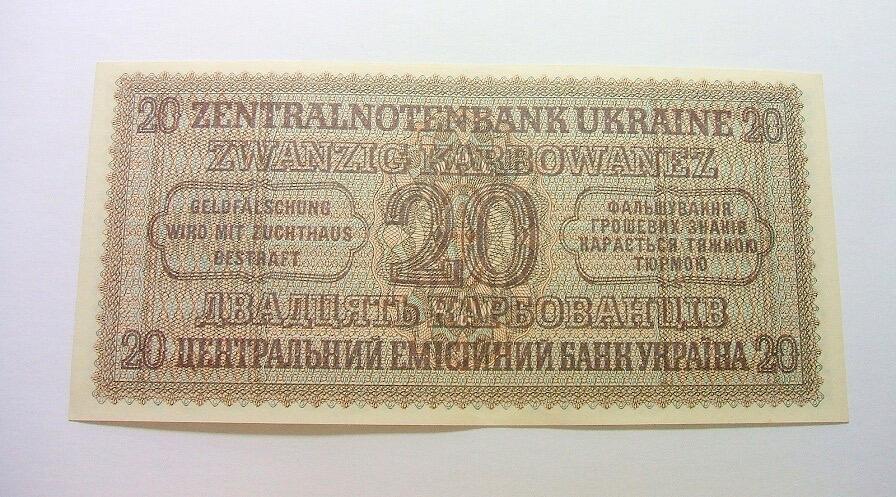 20 ZENTRALNOTENBANK UKRAINE 20
ZWANZIG KARBOWANEZ
GELDFÄLSCHUNG
WIRD MIT ZUCHTHAUS
BESTRAFT
20
ФАЛЬШУВАННЯ
ГРОШЕВИХ ЗНАКІВ
КАРАЄТЬСЯ ТЯЖКОЮ
ТЮРМОЮ
ДВАДЦЯТЬ КАРБОВАНЦІВ
20 ЦЕНТРАЛЬНИЙ ЕМІСІЙНИЙ БАНК УКРАЇНА 20